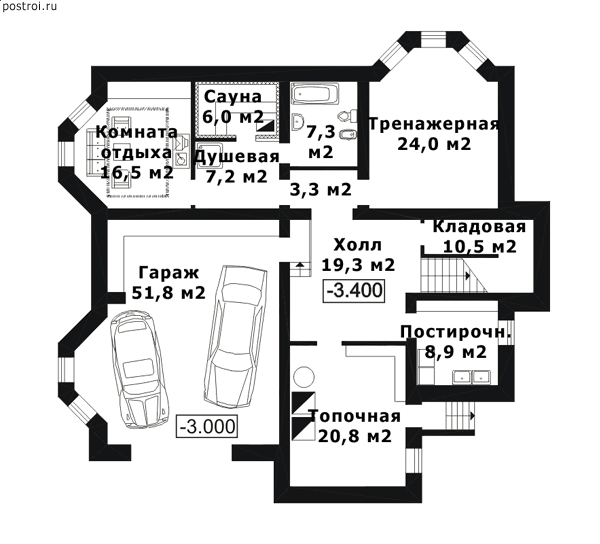 postroi.ru
Сауна
6,0 м2
Комната
отдыха
16,5 м2
Душевая
7,2 м2
7,3
м2
Тренажерная
24,0 м2
3,3 м2
Холл
19,3 м2
-3.400
Кладовая
10,5 м2
Гараж
51,8 м2
Постирочн.
8,9 м2
-3.000
Топочная
20,8 м2